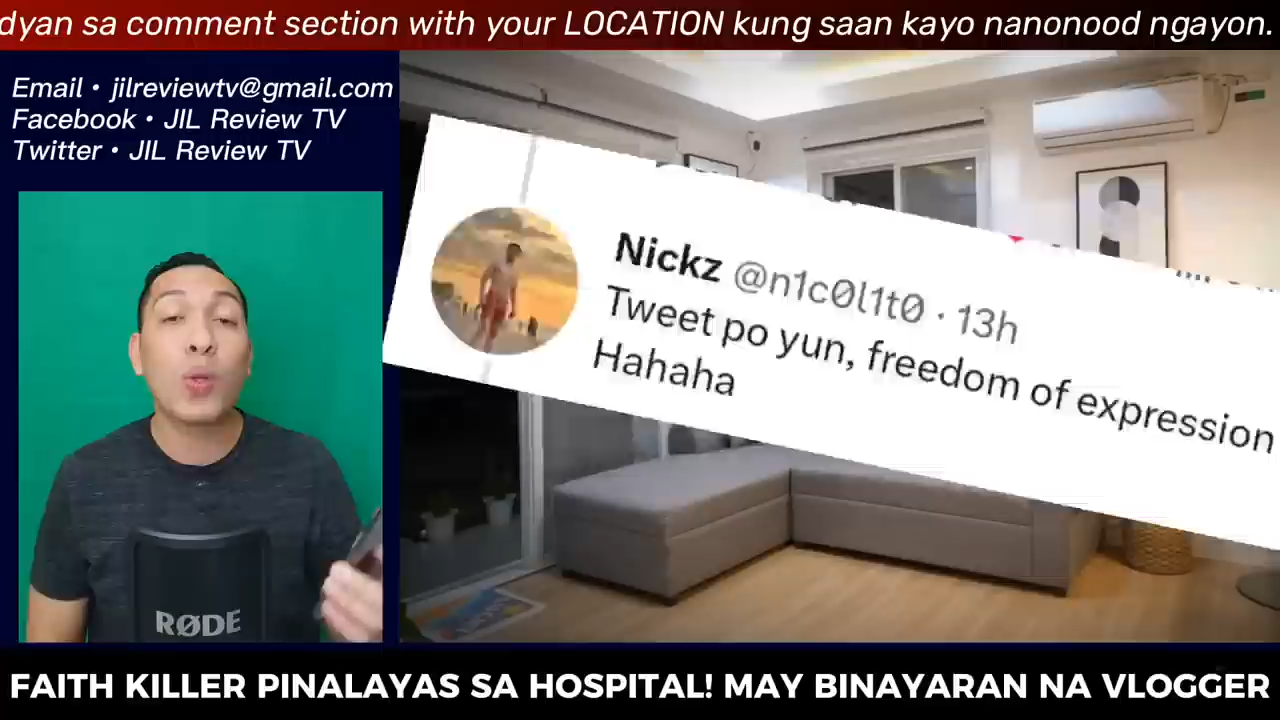 dyan sa comment section with your LOCATION kung saan kayo nanonood ngayon.
Email • jilreviewtv@gmail.com
Facebook • JIL Review TV
Twitter • JIL Review TV
Nickz @n1c0l1t0 · 13h
Tweet po yun, freedom of expression
Hahaha
RØDE
FAITH KILLER PINALAYAS SA HOSPITAL! MAY BINAYARAN NA VLOGGER